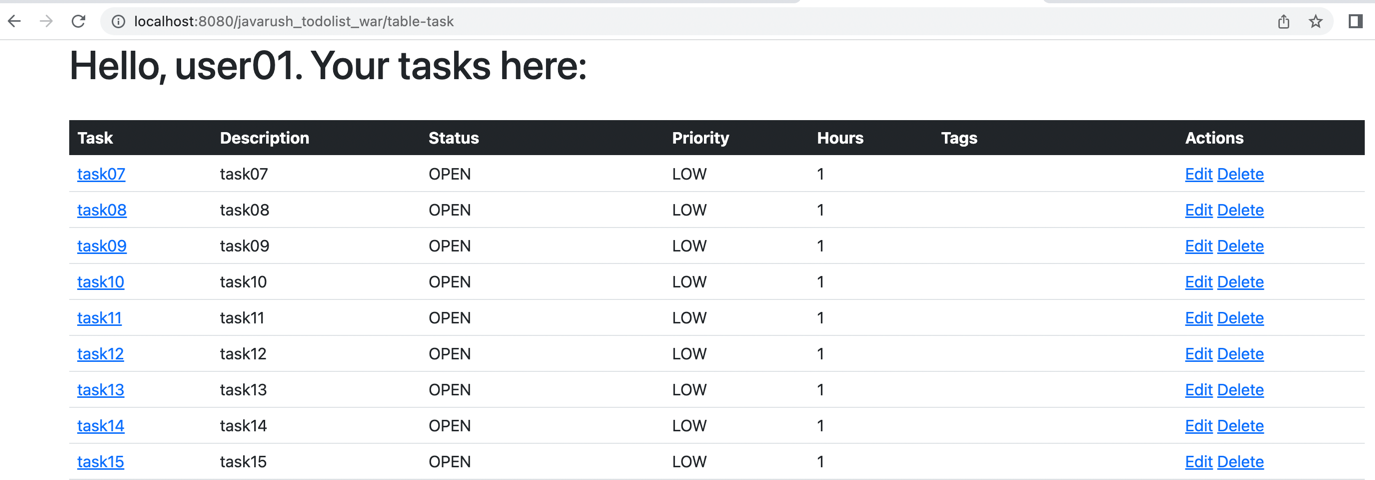 localhost:8080/javarush_todolist_war/table-task
Hello, user01. Your tasks here:
Task Description Status Priority Hours Tags Actions
task07 task07 OPEN LOW 1 Edit Delete
task08 task08 OPEN LOW 1 Edit Delete
task09 task09 OPEN LOW 1 Edit Delete
task10 task10 OPEN LOW 1 Edit Delete
task11 task11 OPEN LOW 1 Edit Delete
task12 task12 OPEN LOW 1 Edit Delete
task13 task13 OPEN LOW 1 Edit Delete
task14 task14 OPEN LOW 1 Edit Delete
task15 task15 OPEN LOW 1 Edit Delete